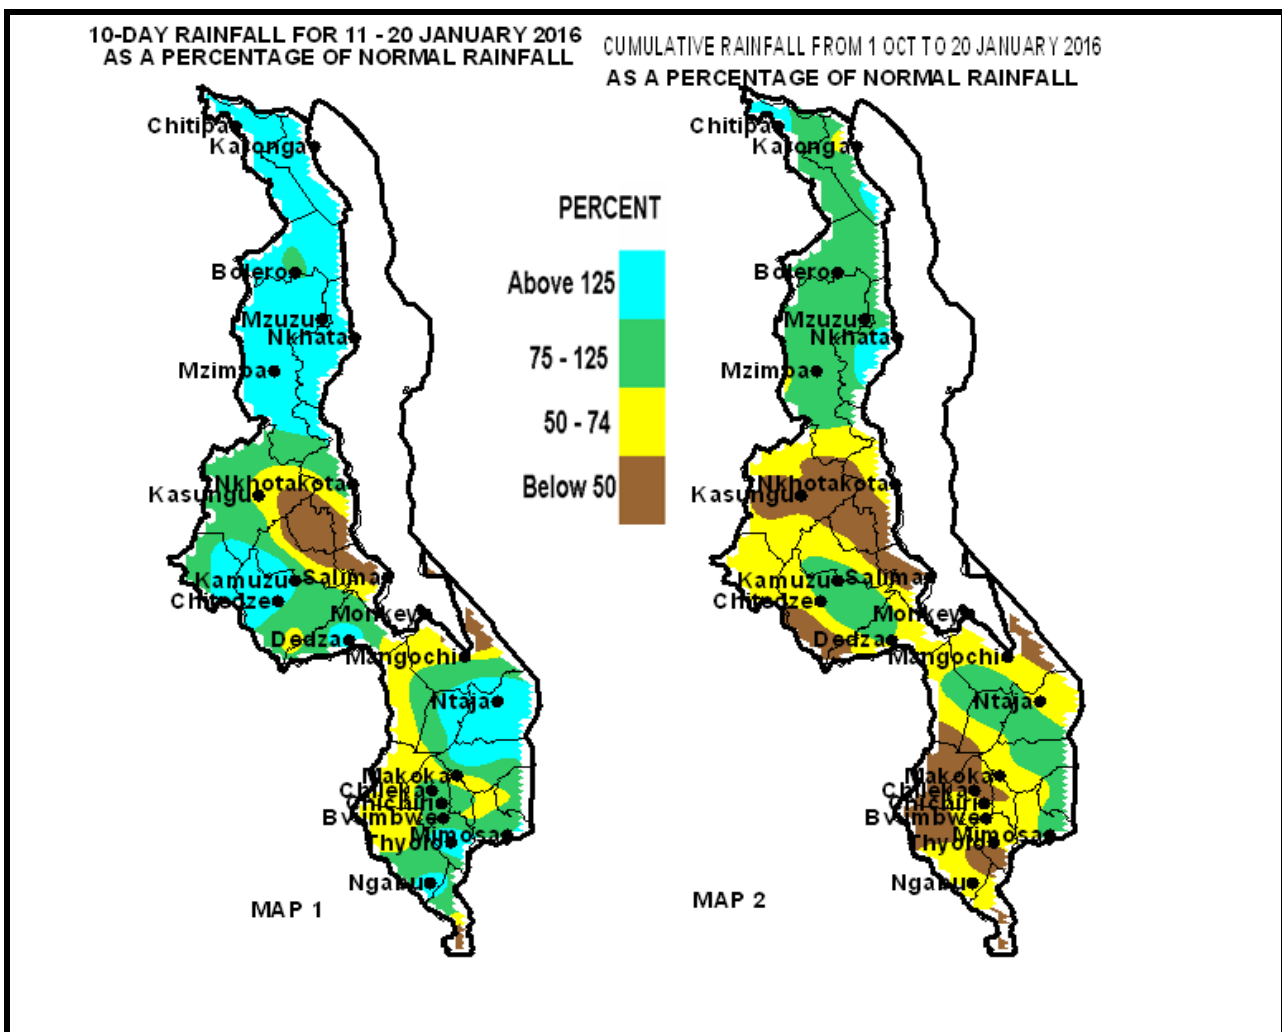 10-DAY RAINFALL FOR 11 - 20 JANUARY 2016
AS A PERCENTAGE OF NORMAL RAINFALL
CUMULATIVE RAINFALL FROM 1 OCT TO 20 JANUARY 2016
AS A PERCENTAGE OF NORMAL RAINFALL
Chitipa
Karonga
Bolero
Mzuzu
Nkhata
Mzimba
Nkhotakota
Kasungu
Kamuzu
Salima
Chitedze
Monkey
Dedza
Mangochi
Ntaja
Makoka
Chileka
Chichiri
Bvumbwe
Mimosa
Thyolo
Ngabu
MAP 1
PERCENT
Above 125
75 - 125
50 - 74
Below 50
Chitipa
Karonga
Bolero
Mzuzu
Nkhata
Mzimba
Nkhotakota
Kasungu
Kamuzu
Salima
Chitedze
Monkey
Dedza
Mangochi
Ntaja
Makoka
Chileka
Chichiri
Bvumbwe
Mimosa
Thyolo
Ngabu
MAP 2